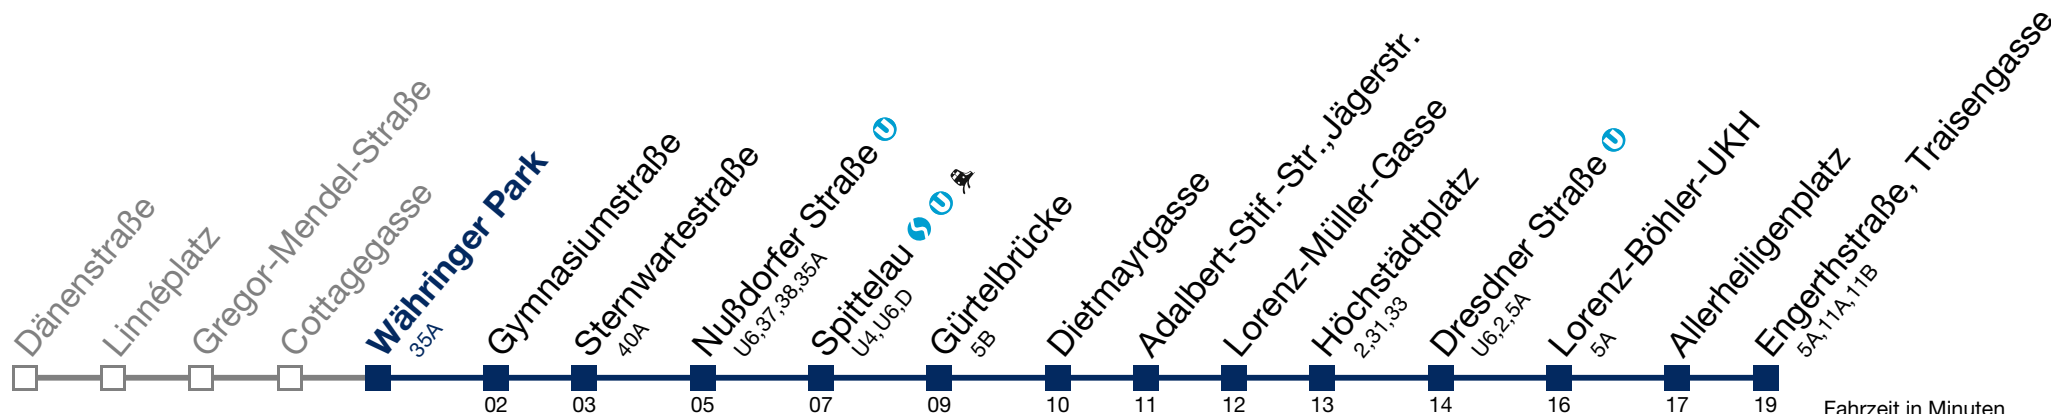 Dänenstraße
Linnéplatz
Gregor-Mendel-Straße
Cottagegasse
Währinger Park
35A
Gymnasiumstraße
Sternwartestraße
40A
Nußdorfer Straße U
U6,37,38,35A
Spittelau S U
U4,U6,D
Gürtelbrücke
5B
Dietmayrgasse
Adalbert-Stif.-Str.,Jägerstr.
Lorenz-Müller-Gasse
Höchstädtplatz
2,31,33
Dresdner Straße U
U6,2,5A
Lorenz-Böhler-UKH
5A
Allerheiligenplatz
Engerthstraße, Traisengasse
5A,11A,11B
02 03 05 07 09 10 11 12 13 14 16 17 19 Fahrzeit in Minuten